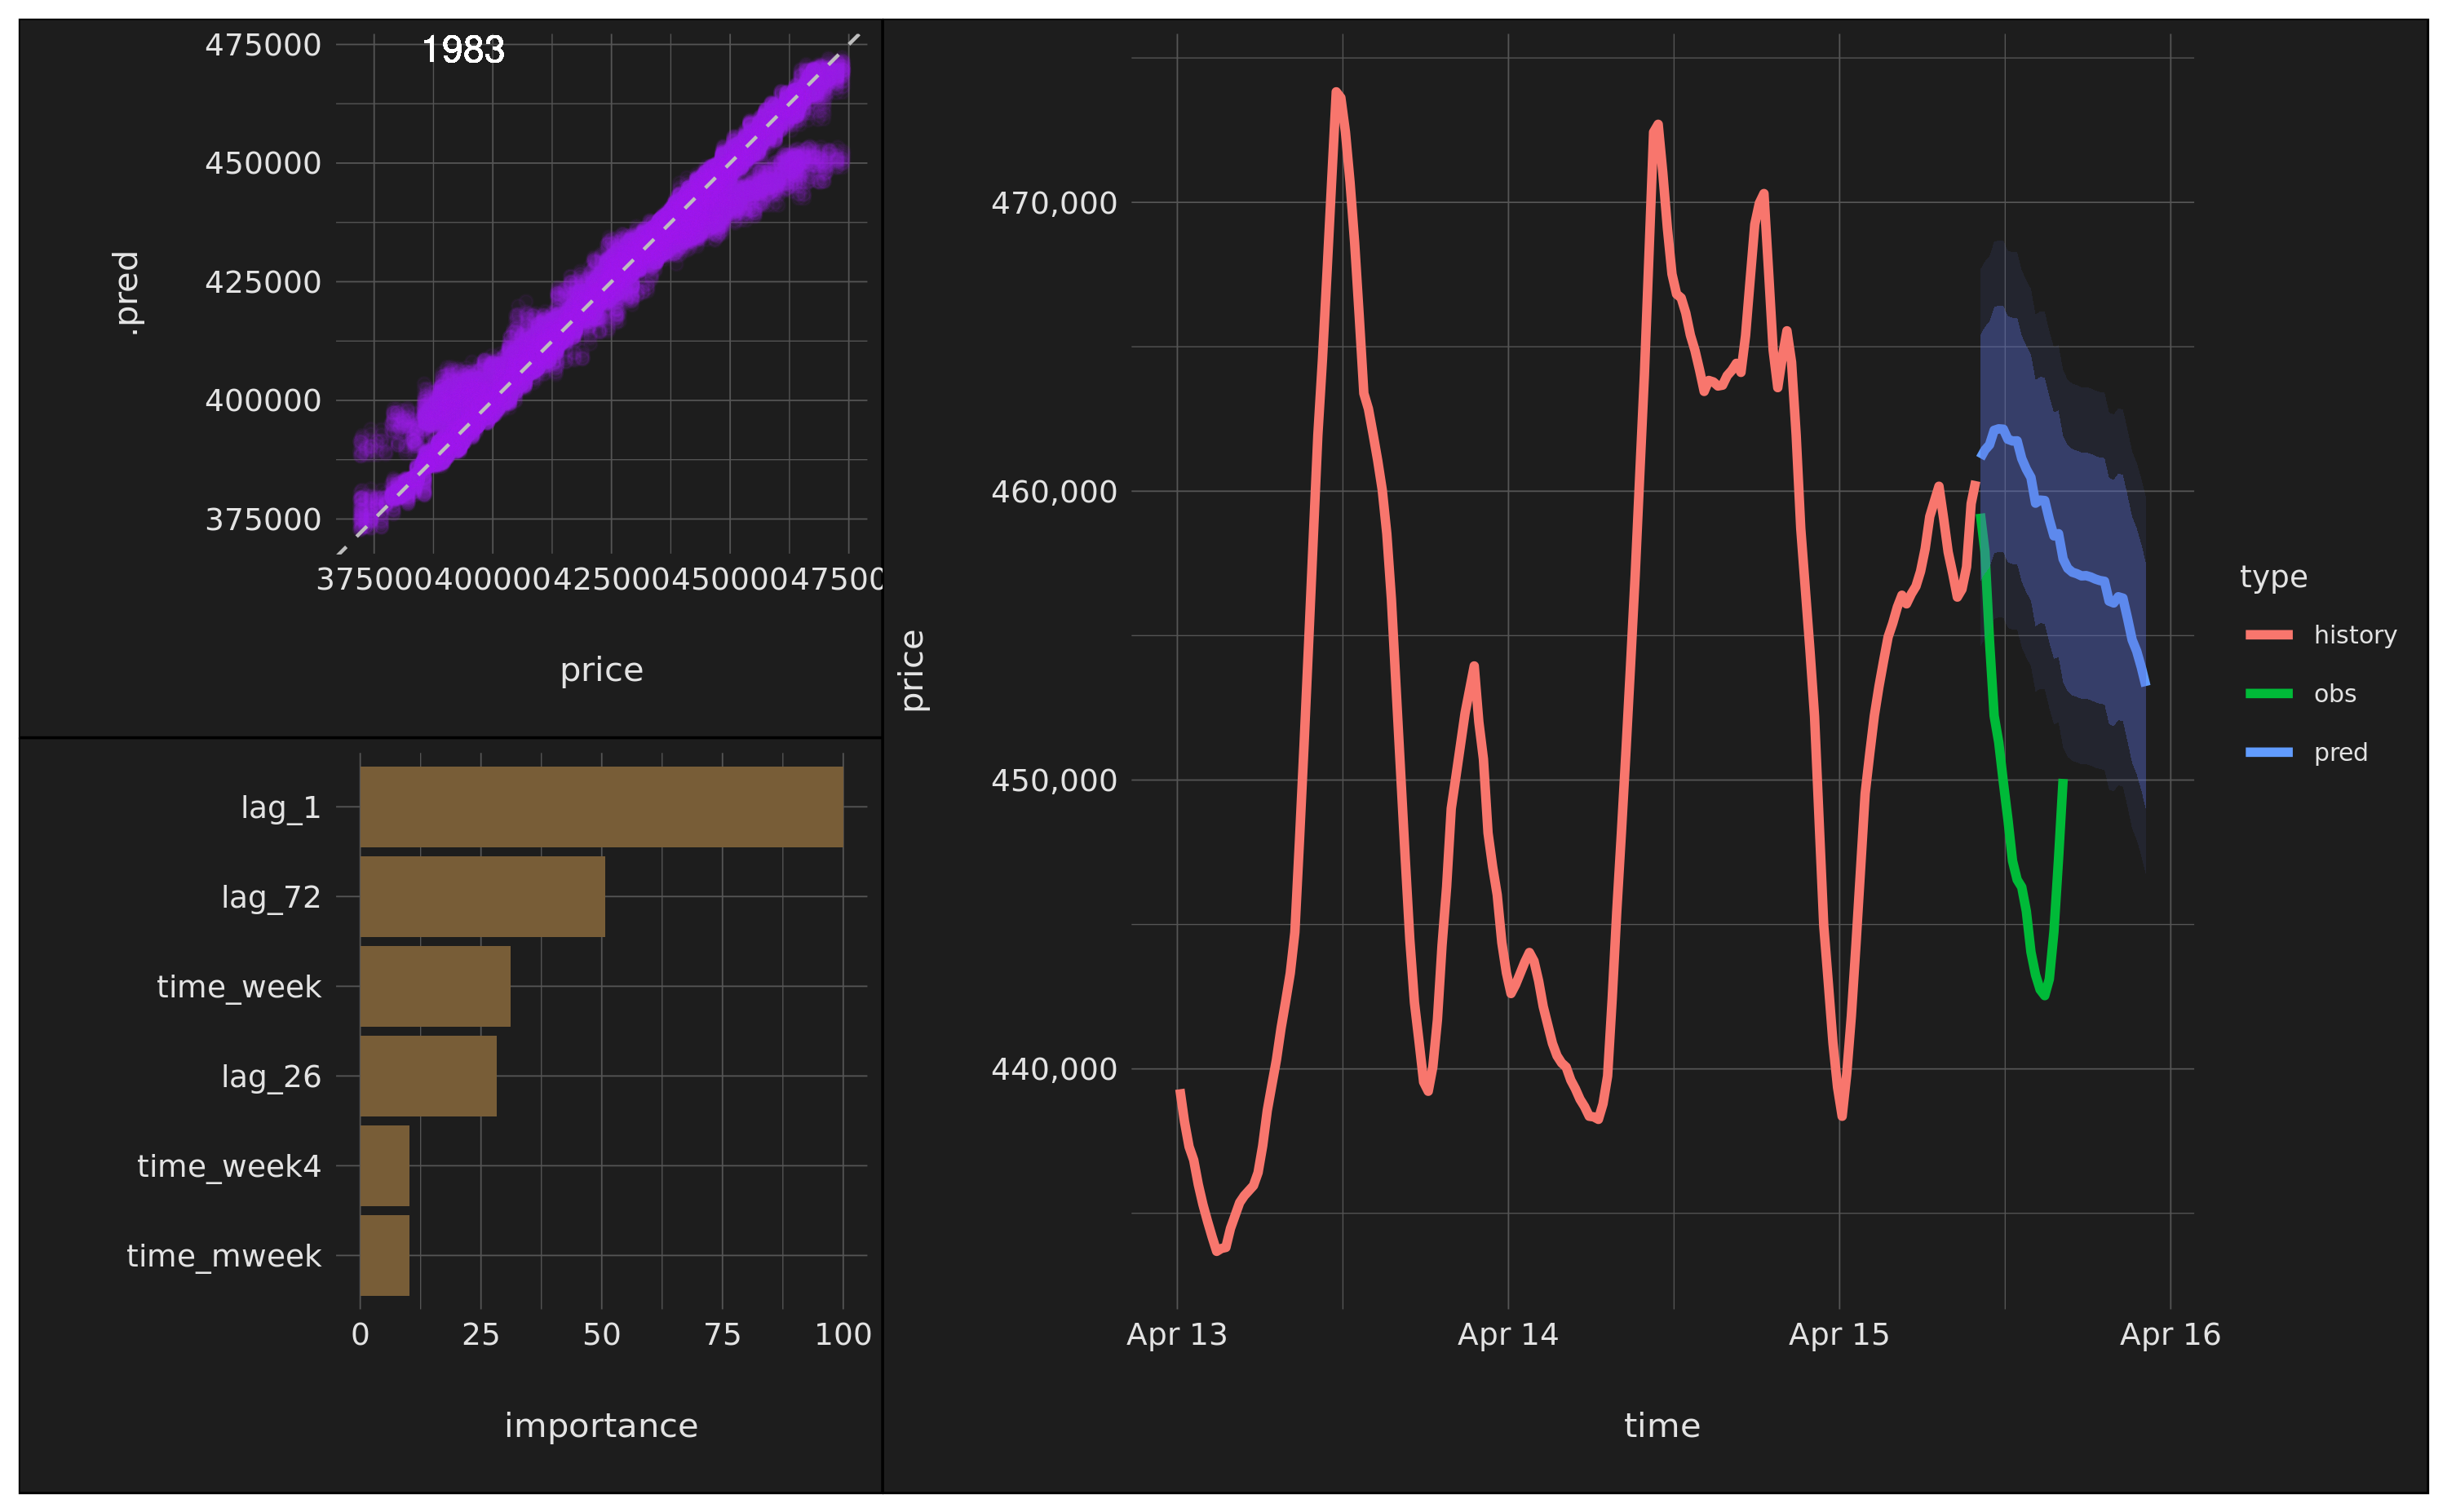 1983
475000
450000
425000
400000
375000
.pred
375000 400000 425000 450000 47500
price
lag_1
lag_72
time_week
lag_26
time_week4
time_mweek
0 25 50 75 100
importance
470,000
460,000
450,000
440,000
price
Apr 13 Apr 14 Apr 15 Apr 16
time
type
history
obs
pred